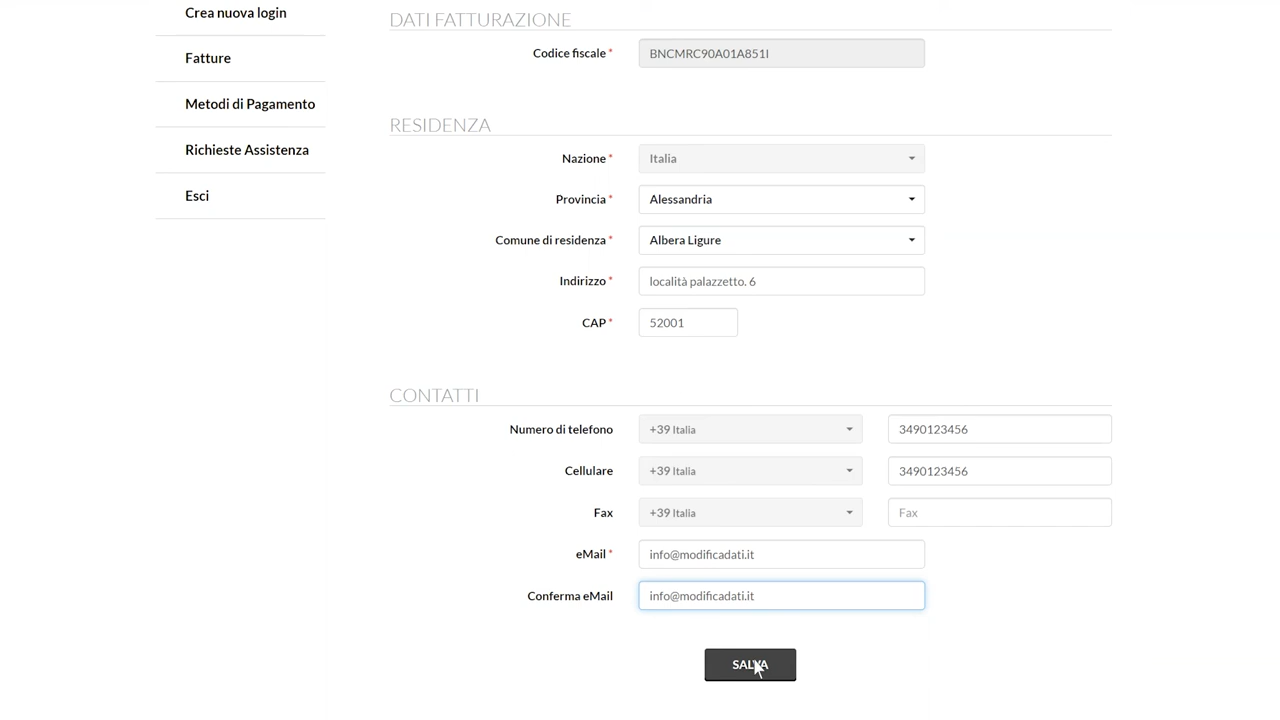 Crea nuova login
Fatture
Metodi di Pagamento
Richieste Assistenza
Esci
DATI FATTURAZIONE
Codice fiscale * BNCMRC90A01A851I
RESIDENZA
Nazione * Italia
Provincia * Alessandria
Comune di residenza * Albera Ligure
Indirizzo * località palazzetto. 6
CAP * 52001
CONTATTI
Numero di telefono +39 Italia 3490123456
Cellulare +39 Italia 3490123456
Fax +39 Italia Fax
eMail * info@modificadati.it
Conferma eMail info@modificadati.it
SALVA